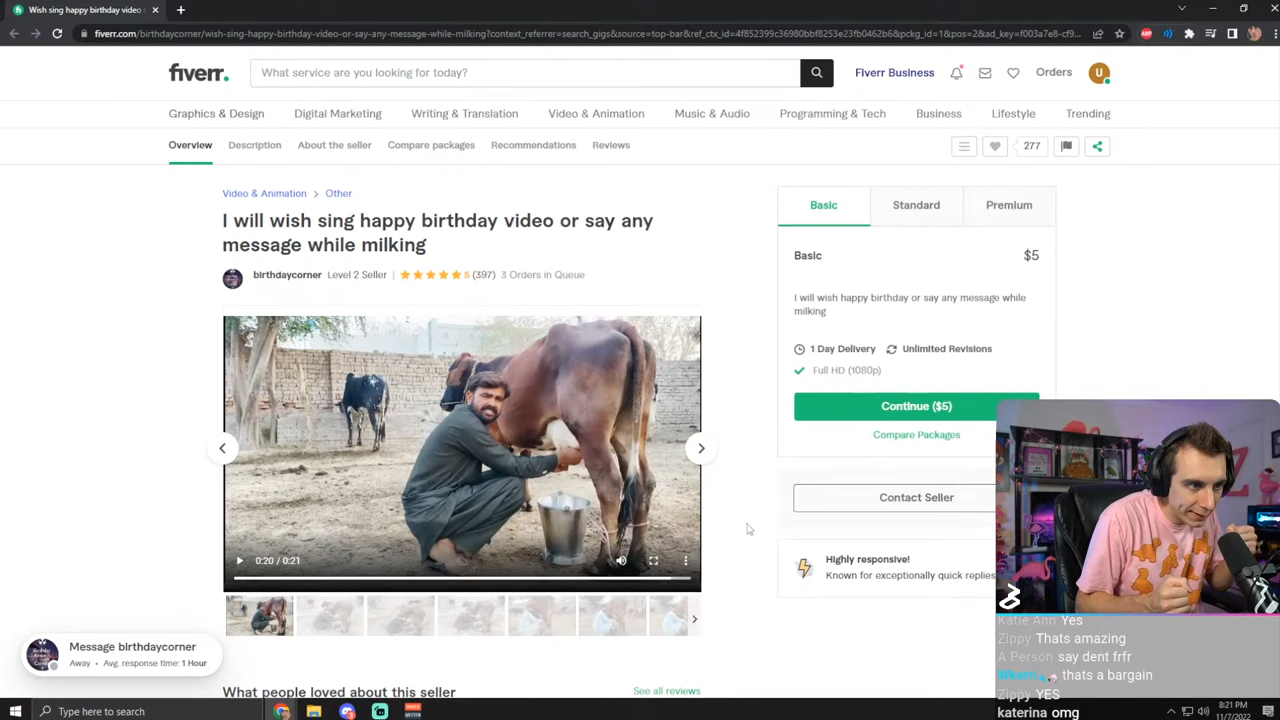 Wish sing happy birthday video
fiverr.com/birthdaycorner/wish-sing-happy-birthday-video-or-say-any-message-while-milking?context_referrer=search_gigs&source=top-bar&ref_ctx_id=4f852399c36980bbf8253e23fb0462b6&pckg_id=1&pos=2&ad_key=f003a7e8-cf9...
fiverr.
What service are you looking for today?
Fiverr Business
Orders
U
Graphics & Design
Digital Marketing
Writing & Translation
Video & Animation
Music & Audio
Programming & Tech
Business
Lifestyle
Trending
Overview
Description
About the seller
Compare packages
Recommendations
Reviews
277
Video & Animation > Other
I will wish sing happy birthday video or say any
message while milking
birthdaycorner Level 2 Seller | 5 (397) 3 Orders in Queue
0:20 / 0:21
Basic
Standard
Premium
Basic $5
I will wish happy birthday or say any message while
milking
1 Day Delivery Unlimited Revisions
Full HD (1080p)
Continue ($5)
Compare Packages
Contact Seller
Highly responsive!
Known for exceptionally quick replies
Message birthdaycorner
Away • Avg. response time: 1 Hour
What people loved about this seller
See all reviews
Katie Ann Yes
Zippy Thats amazing
A Person say dent frfr
Wkerri thats a bargain
Zippy YES
katerina omg
Type here to search
8:21 PM
11/7/2022